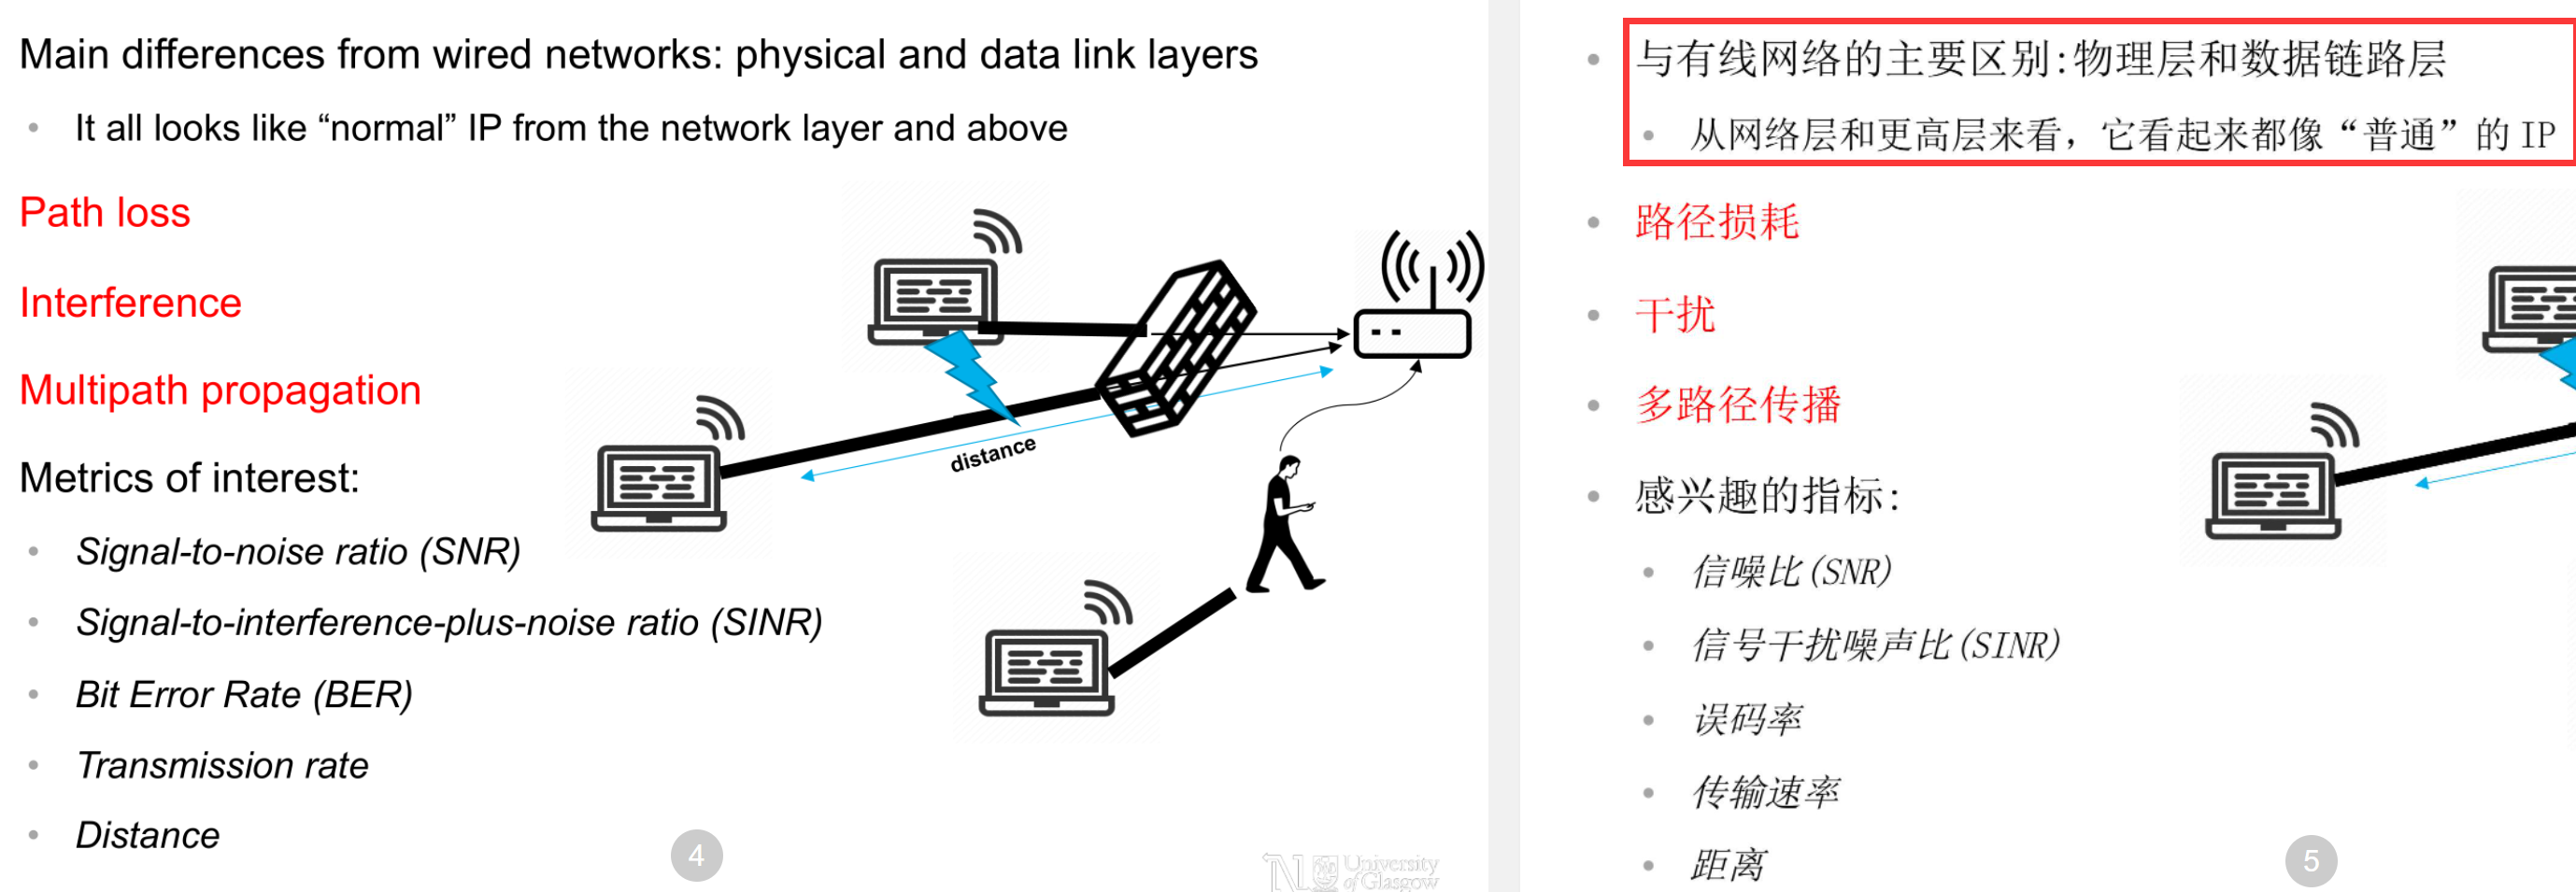 Main differences from wired networks: physical and data link layers
It all looks like “normal” IP from the network layer and above
Path loss
Interference
Multipath propagation
Metrics of interest:
Signal-to-noise ratio (SNR)
Signal-to-interference-plus-noise ratio (SINR)
Bit Error Rate (BER)
Transmission rate
Distance
distance
4
University
of Glasgow
与有线网络的主要区别:物理层和数据链路层
从网络层和更高层来看，它看起来都像“普通”的 IP
路径损耗
干扰
多路径传播
感兴趣的指标:
信噪比(SNR)
信号干扰噪声比(SINR)
误码率
传输速率
距离
5